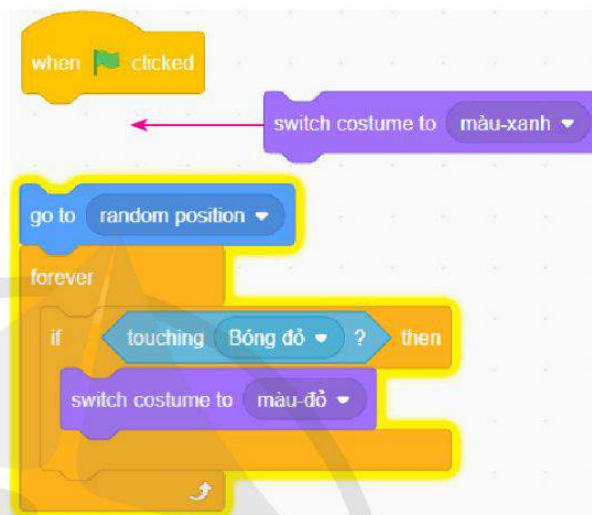 when clicked
switch costume to màu-xanh
go to random position
forever
if touching Bóng đỏ ? then
switch costume to màu-đỏ